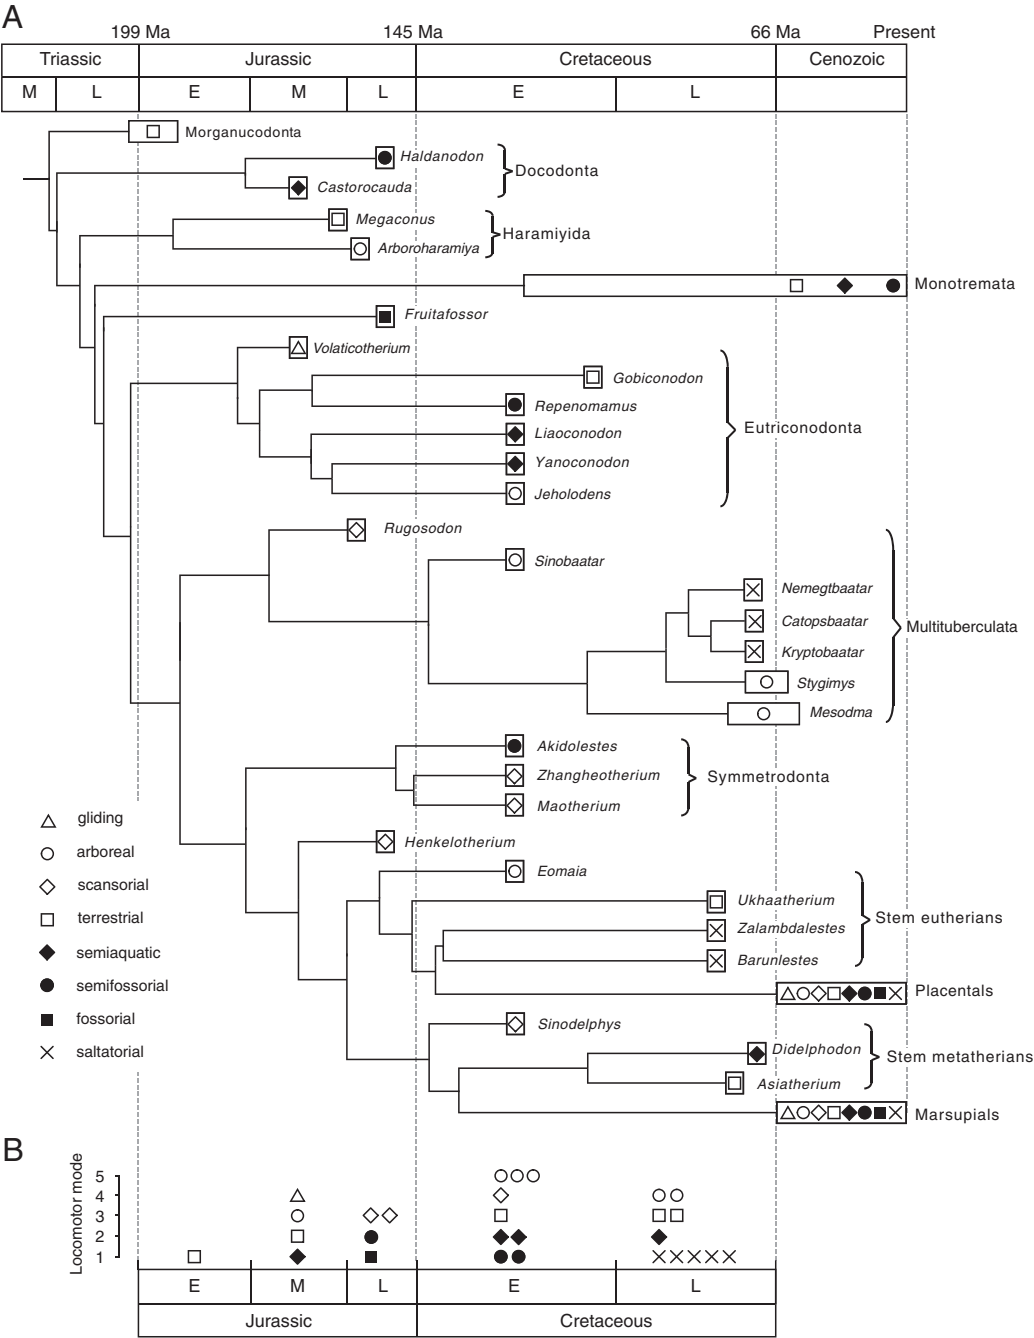 A
199 Ma 145 Ma 66 Ma Present
Triassic Jurassic Cretaceous Cenozoic
M L E M L E L
Morganucodonta
Haldanodon
Docodonta
Castorocauda
Megaconus
Haramiyida
Arboroharamiya
Monotremata
Fruitafossor
Volaticotherium
Gobiconodon
Repenomamus
Eutriconodonta
Liaoconodon
Yanoconodon
Jeholodens
Rugosodon
Sinobaatar
Nemegtbaatar
Catopsbaatar
Multituberculata
Kryptobaatar
Stygimys
Mesodma
Akidolestes
Zhangheotherium
Symmetrodonta
Maotherium
Henkelotherium
Eomaia
Ukhaatherium
Stem eutherians
Zalambdalestes
Barunlestes
Placentals
Sinodelphys
Didelphodon
Stem metatherians
Asiatherium
Marsupials
gliding
arboreal
scansorial
terrestrial
semiaquatic
semifossorial
fossorial
saltatorial
B
Locomotor mode
5
4
3
2
1
E M L E L
Jurassic Cretaceous